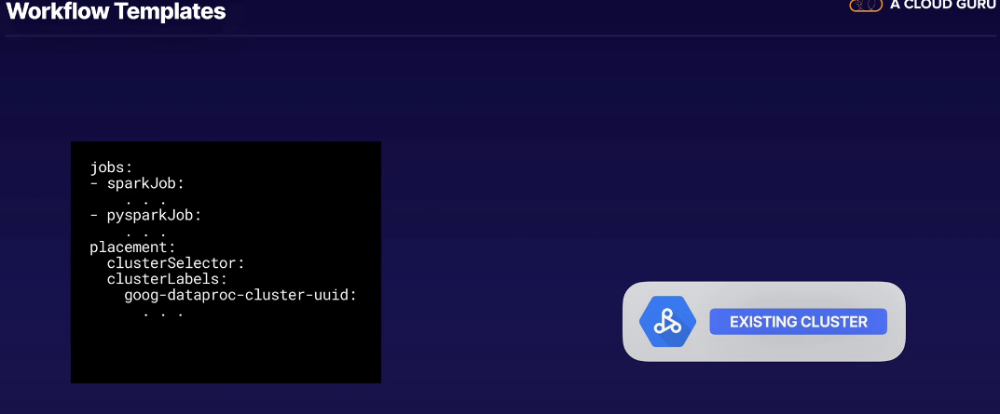 Workflow Templates
A CLOUD GURU
jobs:
- sparkJob:
    . . .
- pysparkJob:
    . . .
placement:
  clusterSelector:
  clusterLabels:
    goog-dataproc-cluster-uuid:
      . . .
EXISTING CLUSTER